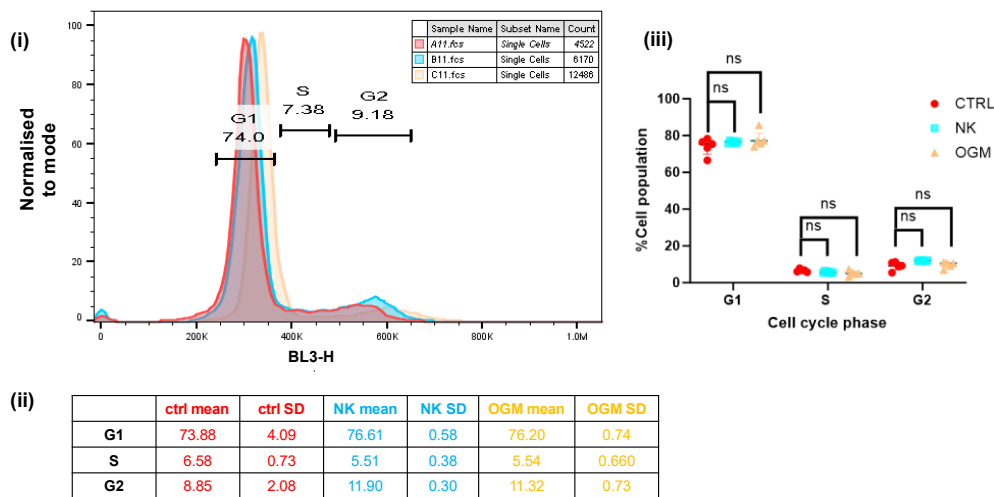 (i)
Normalised
to mode
100
80
60
40
20
0
0
200K
400K
600K
800K
1.0M
BL3-H
G1
74.0
S
7.38
G2
9.18
Sample Name Subset Name Count
A11.fcs Single Cells 4522
B11.fcs Single Cells 6170
C11.fcs Single Cells 12486
(iii)
%Cell population
100
80
60
40
20
0
ns
ns
ns
ns
ns
ns
G1
S
G2
Cell cycle phase
CTRL
NK
OGM
(ii)
ctrl mean ctrl SD NK mean NK SD OGM mean OGM SD
G1 73.88 4.09 76.61 0.58 76.20 0.74
S 6.58 0.73 5.51 0.38 5.54 0.660
G2 8.85 2.08 11.90 0.30 11.32 0.73